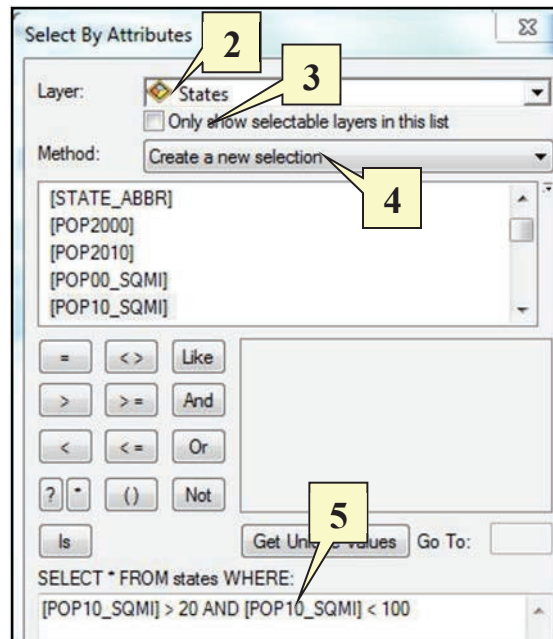 Select By Attributes
2
3
Layer: States
Only show selectable layers in this list
Method: Create a new selection
4
[STATE_ABBR]
[POP2000]
[POP2010]
[POP00_SQMI]
[POP10_SQMI]
= < > Like
> > = And
< < = Or
? * ( ) Not
5
Is Get Unique Values Go To:
SELECT * FROM states WHERE:
[POP10_SQMI] > 20 AND [POP10_SQMI] < 100